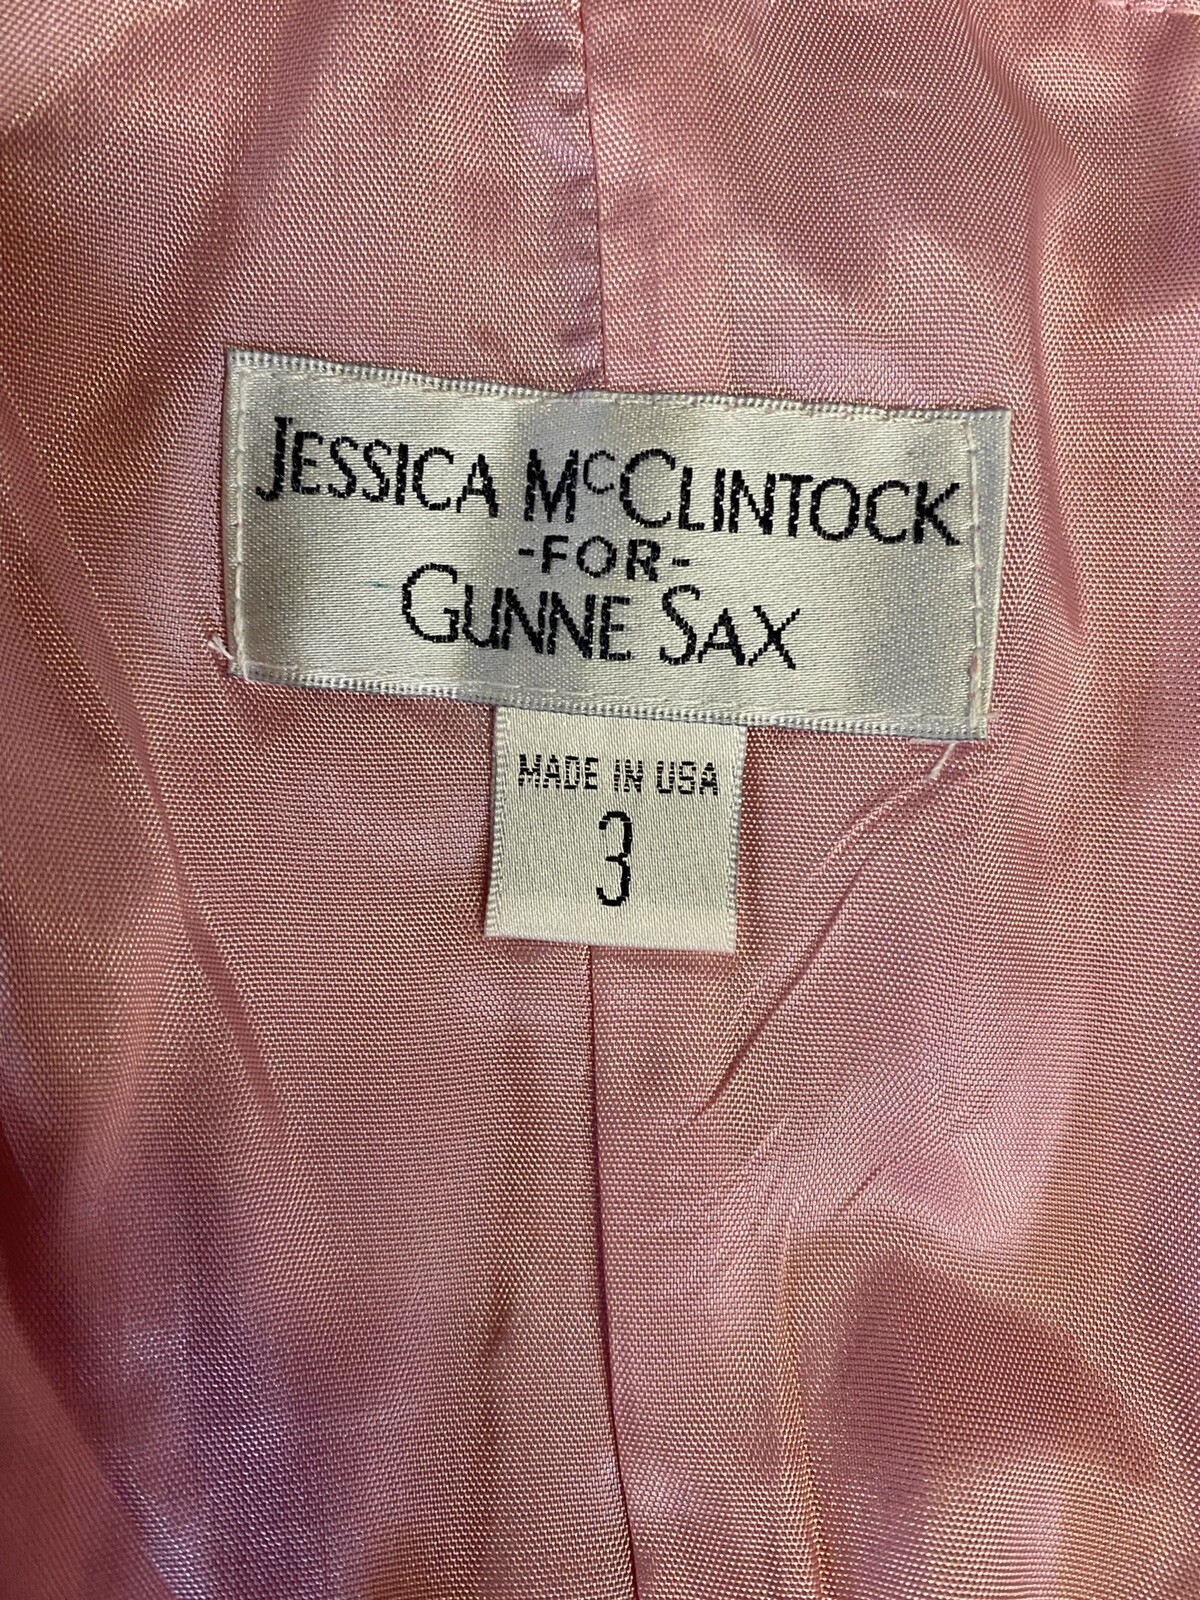 JESSICA McCLINTOCK
-FOR-
GUNNE SAX
MADE IN USA
3